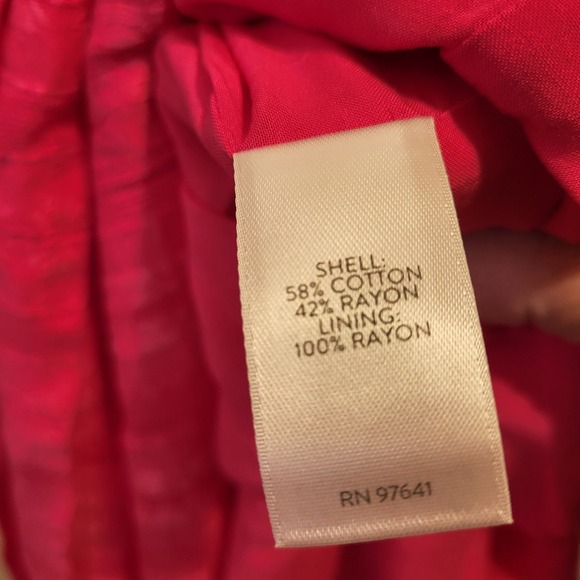 SHELL:
58% COTTON
42% RAYON
LINING:
100% RAYON
RN 97641